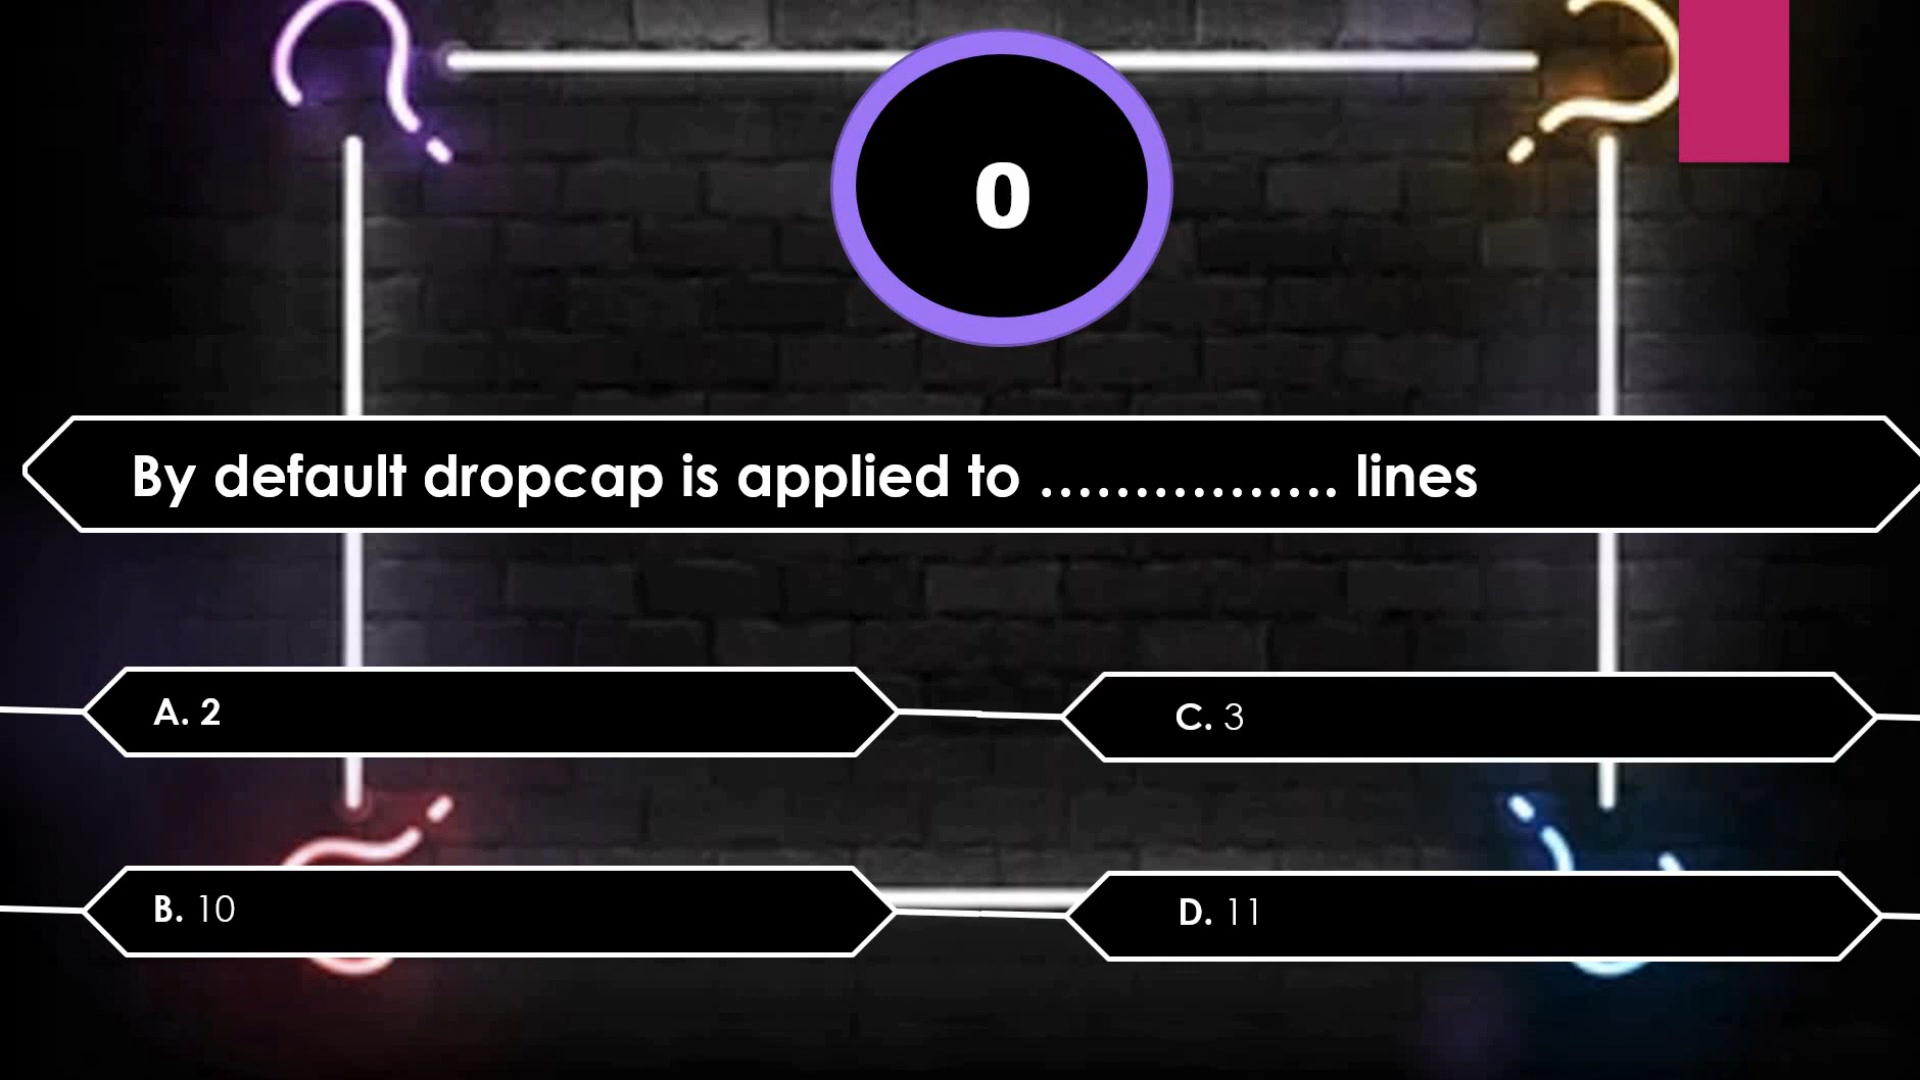 0
By default dropcap is applied to ................ lines
A. 2
C. 3
B. 10
D. 11